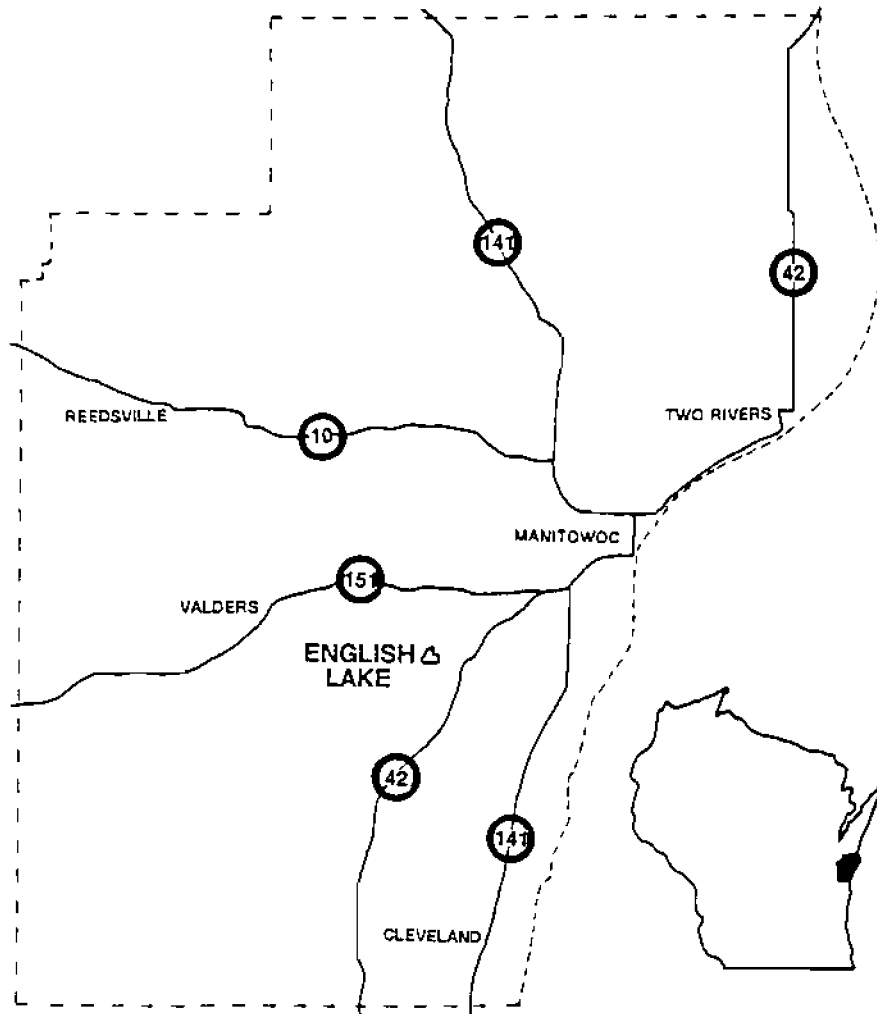 141
42
REEDSVILLE
10
TWO RIVERS
MANITOWOC
151
VALDERS
ENGLISH
LAKE
42
141
CLEVELAND